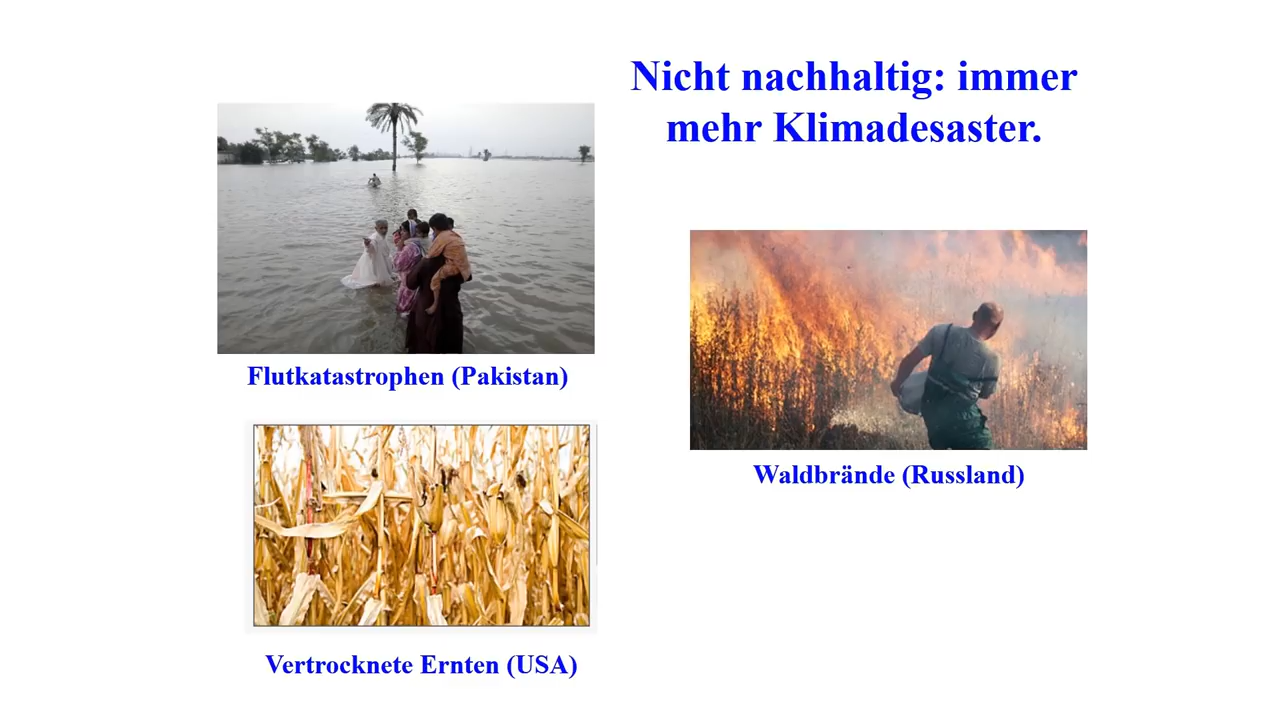 Nicht nachhaltig: immer
mehr Klimadesaster.
Flutkatastrophen (Pakistan)
Waldbrände (Russland)
Vertrocknete Ernten (USA)